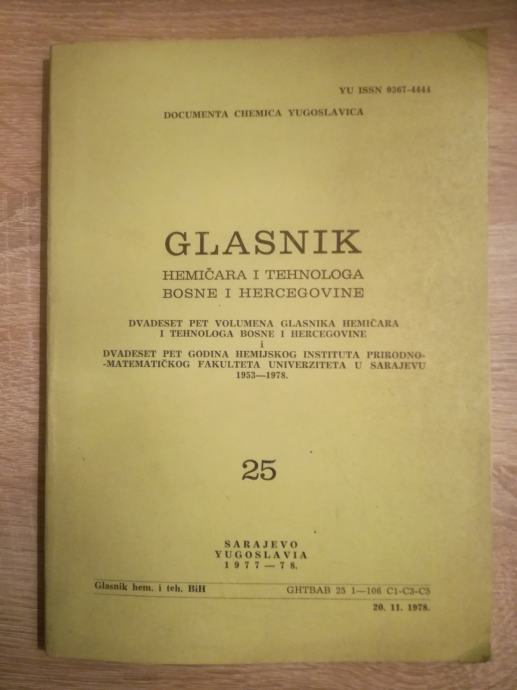 YU ISSN 0367-4444
DOCUMENTA CHEMICA YUGOSLAVICA
GLASNIK
HEMIČARA I TEHNOLOGA
BOSNE I HERCEGOVINE
DVADESET PET VOLUMENA GLASNIKA HEMIČARA
I TEHNOLOGA BOSNE I HERCEGOVINE
i
DVADESET PET GODINA HEMIJSKOG INSTITUTA PRIRODNO-
-MATEMATIČKOG FAKULTETA UNIVERZITETA U SARAJEVU
1953—1978.
25
SARAJEVO
YUGOSLAVIA
1977—78.
Glasnik hem. i teh. BiH GHTBAB 25 1—106 C1-C3-C5
20. 11. 1978.